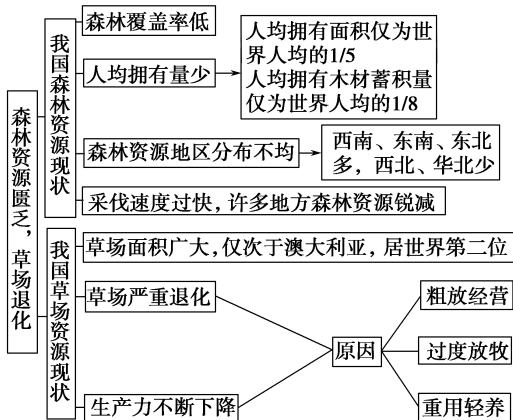 森林资源匮乏，草场退化
我国森林资源现状
森林覆盖率低
人均拥有量少
人均拥有面积仅为世
界人均的1/5
人均拥有木材蓄积量
仅为世界人均的1/8
森林资源地区分布不均
西南、东南、东北
多，西北、华北少
采伐速度过快，许多地方森林资源锐减
我国草场资源现状
草场面积广大，仅次于澳大利亚，居世界第二位
草场严重退化
生产力不断下降
原因
粗放经营
过度放牧
重用轻养